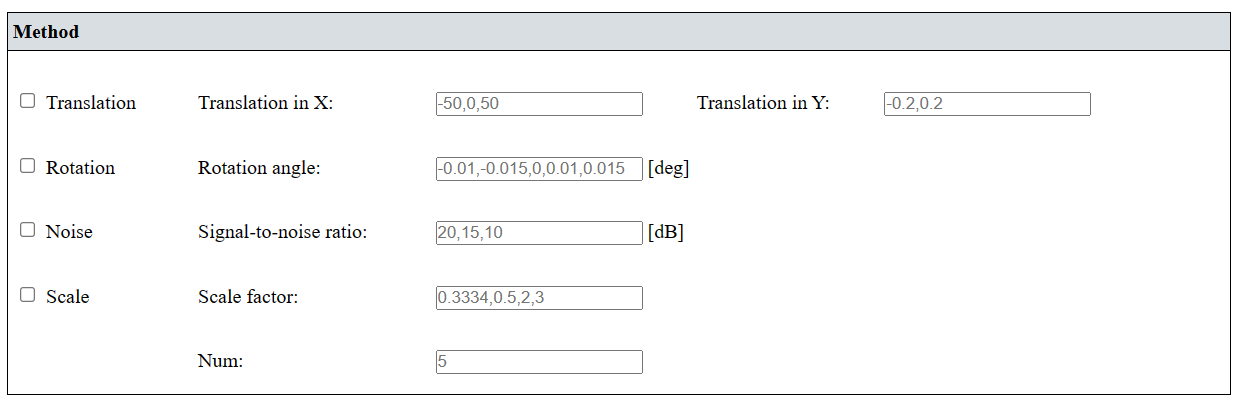 Method
Translation Translation in X: -50,0,50 Translation in Y: -0.2,0.2
Rotation Rotation angle: -0.01,-0.015,0,0.01,0.015 [deg]
Noise Signal-to-noise ratio: 20,15,10 [dB]
Scale Scale factor: 0.3334,0.5,2,3
Num: 5